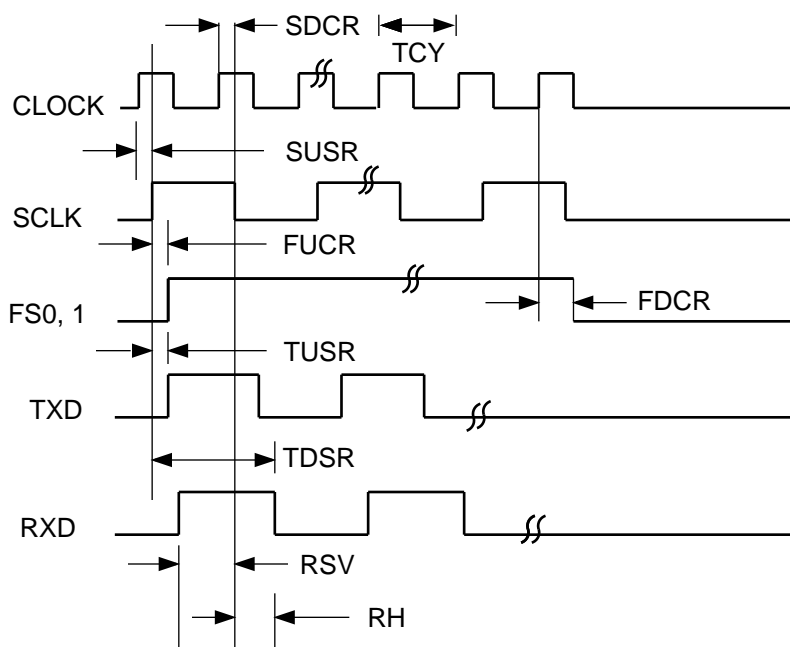 SDCR
TCY
CLOCK
SUSR
SCLK
FUCR
FS0, 1
FDCR
TUSR
TXD
TDSR
RXD
RSV
RH